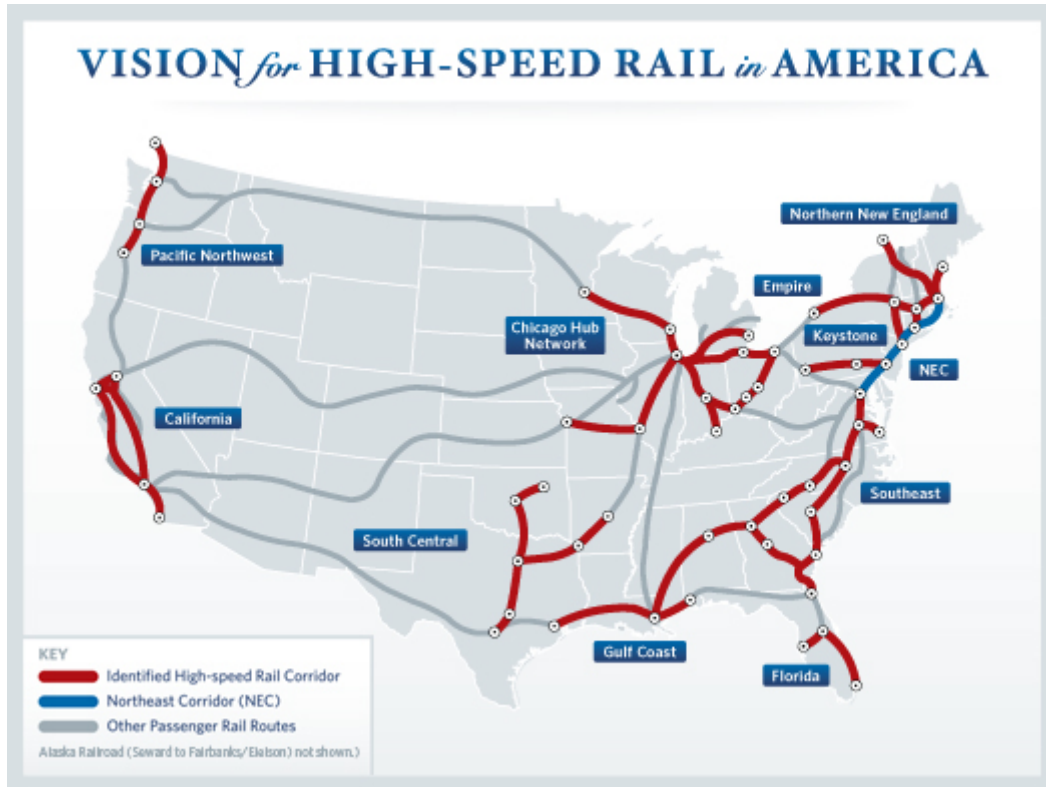 VISION for HIGH-SPEED RAIL in AMERICA
Northern New England
Pacific Northwest
Empire
Chicago Hub
Network
Keystone
NEC
California
Southeast
South Central
Gulf Coast
Florida
KEY
Identified High-speed Rail Corridor
Northeast Corridor (NEC)
Other Passenger Rail Routes
Alaska Railroad (Seward to Fairbanks/Eielson) not shown.)